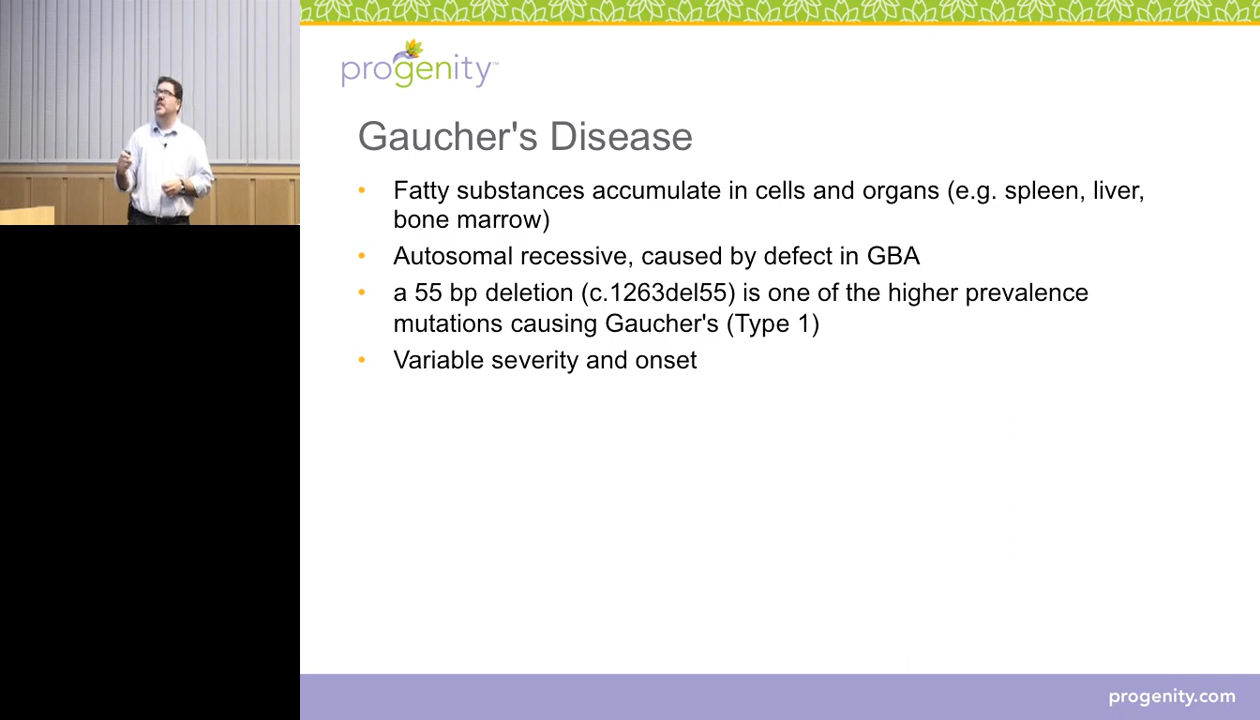 progenity™
Gaucher's Disease
• Fatty substances accumulate in cells and organs (e.g. spleen, liver,
bone marrow)
• Autosomal recessive, caused by defect in GBA
• a 55 bp deletion (c.1263del55) is one of the higher prevalence
mutations causing Gaucher's (Type 1)
• Variable severity and onset
progenity.com